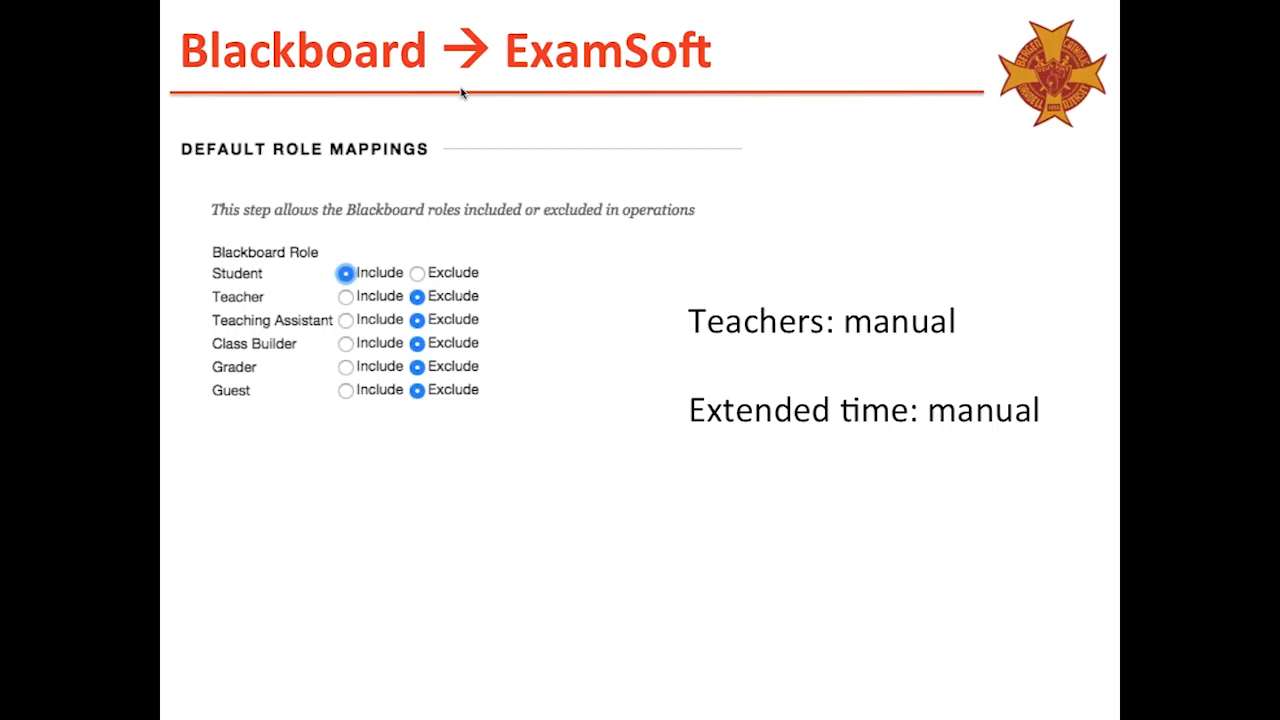 Blackboard → ExamSoft
DEFAULT ROLE MAPPINGS
This step allows the Blackboard roles included or excluded in operations
Blackboard Role
Student Include Exclude
Teacher Include Exclude
Teaching Assistant Include Exclude
Class Builder Include Exclude
Grader Include Exclude
Guest Include Exclude
Teachers: manual
Extended time: manual